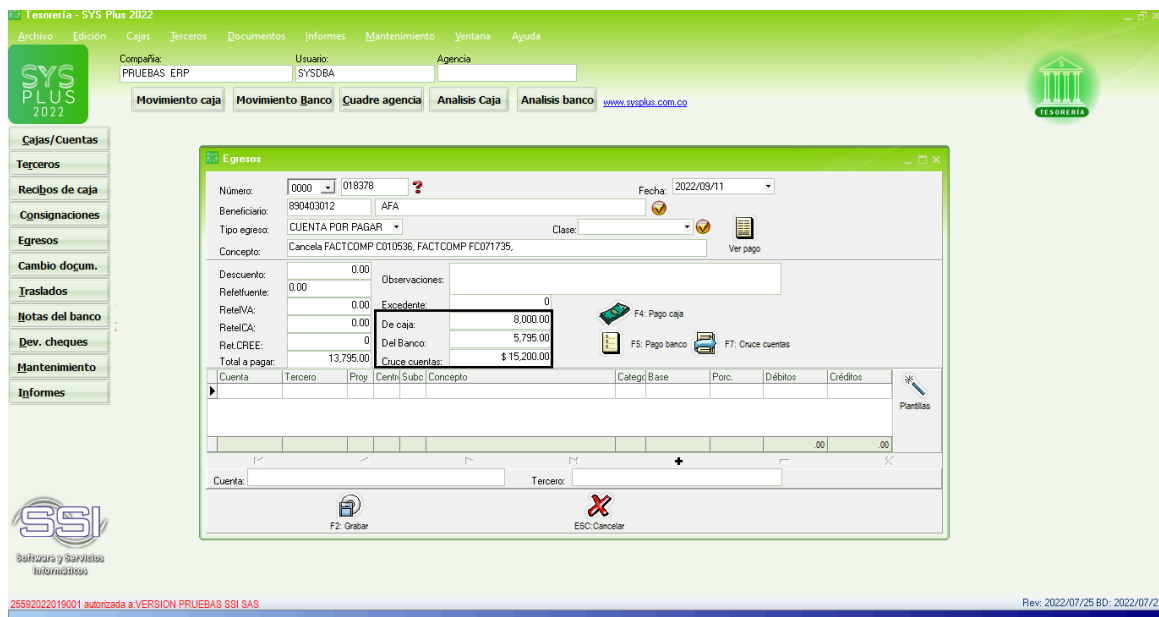 Tesorería - SYS Plus 2022
Archivo Edición Cajas Terceros Documentos Informes Mantenimiento Ventana Ayuda
Compañia: Usuario: Agencia
PRUEBAS ERP SYSDBA
SYS
PLUS
2022
Movimiento caja Movimiento Banco Cuadre agencia Analisis Caja Analisis banco www.sysplus.com.co
TESORERÍA
Cajas/Cuentas
Terceros
Recibos de caja
Consignaciones
Egresos
Cambio docum.
Traslados
Notas del banco
Dev. cheques
Mantenimiento
Informes
Egresos
Número: 0000 018378 ? Fecha: 2022/09/11
Beneficiario: 890403012 AFA
Tipo egreso: CUENTA POR PAGAR Clase:
Ver pago
Concepto: Cancela FACTCOMP C010536, FACTCOMP FC071735,
Descuento: 0.00 Observaciones:
Retefuente: 0.00
ReteIVA: 0.00 Excedente: 0
ReteICA: 0.00 De caja: 8,000.00 F4: Pago caja
Ret.CREE: 0 Del Banco: 5,795.00 F5: Pago banco F7: Cruce cuentas
Total a pagar: 13,795.00 Cruce cuentas: $ 15,200.00
Cuenta Tercero Proy Centr Subc Concepto Categc Base Porc. Débitos Créditos
Plantillas
.00 .00
Cuenta: Tercero:
F2: Grabar ESC:Cancelar
SSI
Software y Servicios
Informáticos
25592022019001 autorizada a:VERSION PRUEBAS SSI SAS
Rev: 2022/07/25 BD: 2022/07/2